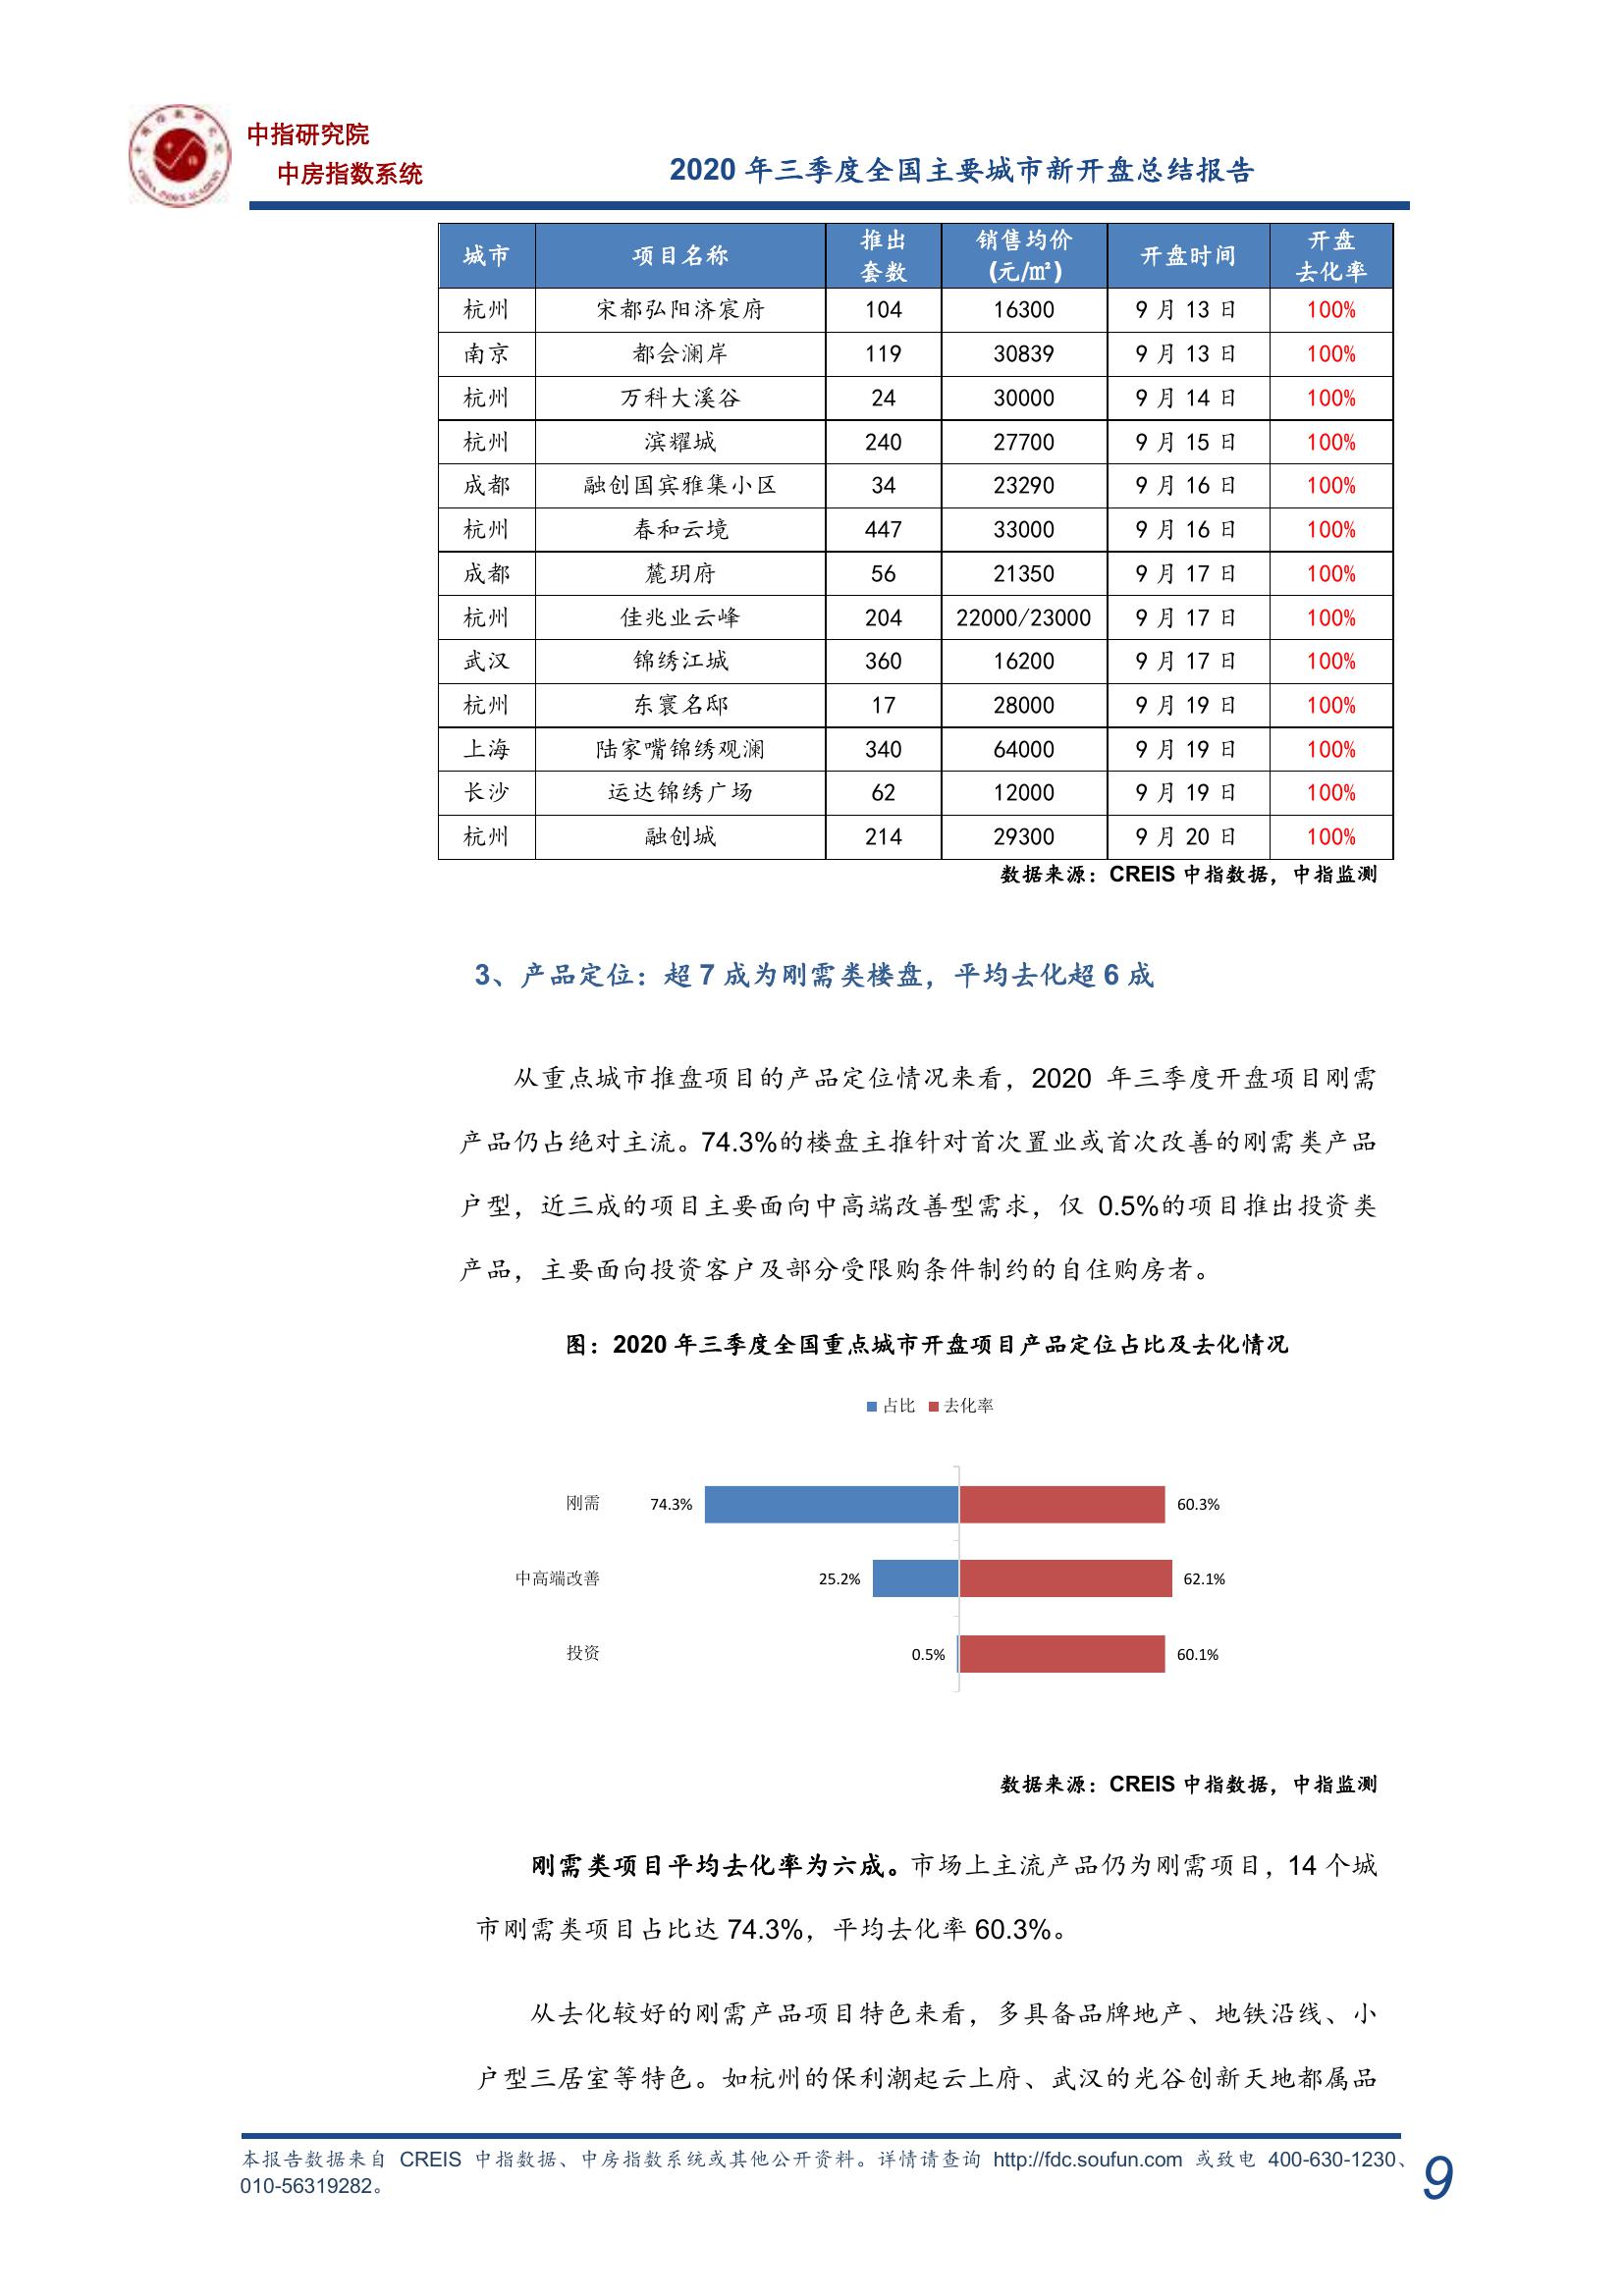 中指研究院
中房指数系统
2020 年三季度全国主要城市新开盘总结报告
城市 项目名称 推出套数 销售均价(元/㎡) 开盘时间 开盘去化率
杭州 宋都弘阳济宸府 104 16300 9 月 13 日 100%
南京 都会澜岸 119 30839 9 月 13 日 100%
杭州 万科大溪谷 24 30000 9 月 14 日 100%
杭州 滨耀城 240 27700 9 月 15 日 100%
成都 融创国宾雅集小区 34 23290 9 月 16 日 100%
杭州 春和云境 447 33000 9 月 16 日 100%
成都 麓玥府 56 21350 9 月 17 日 100%
杭州 佳兆业云峰 204 22000/23000 9 月 17 日 100%
武汉 锦绣江城 360 16200 9 月 17 日 100%
杭州 东寰名邸 17 28000 9 月 19 日 100%
上海 陆家嘴锦绣观澜 340 64000 9 月 19 日 100%
长沙 运达锦绣广场 62 12000 9 月 19 日 100%
杭州 融创城 214 29300 9 月 20 日 100%
数据来源：CREIS 中指数据，中指监测
3、产品定位：超 7 成为刚需类楼盘，平均去化超 6 成
从重点城市推盘项目的产品定位情况来看，2020 年三季度开盘项目刚需
产品仍占绝对主流。74.3%的楼盘主推针对首次置业或首次改善的刚需类产品
户型，近三成的项目主要面向中高端改善型需求，仅 0.5%的项目推出投资类
产品，主要面向投资客户及部分受限购条件制约的自住购房者。
图：2020 年三季度全国重点城市开盘项目产品定位占比及去化情况
占比 去化率
刚需 74.3% 60.3%
中高端改善 25.2% 62.1%
投资 0.5% 60.1%
数据来源：CREIS 中指数据，中指监测
刚需类项目平均去化率为六成。市场上主流产品仍为刚需项目，14 个城
市刚需类项目占比达 74.3%，平均去化率 60.3%。
从去化较好的刚需产品项目特色来看，多具备品牌地产、地铁沿线、小
户型三居室等特色。如杭州的保利潮起云上府、武汉的光谷创新天地都属品
本报告数据来自 CREIS 中指数据、中房指数系统或其他公开资料。详情请查询 http://fdc.soufun.com 或致电 400-630-1230、
010-56319282。
9